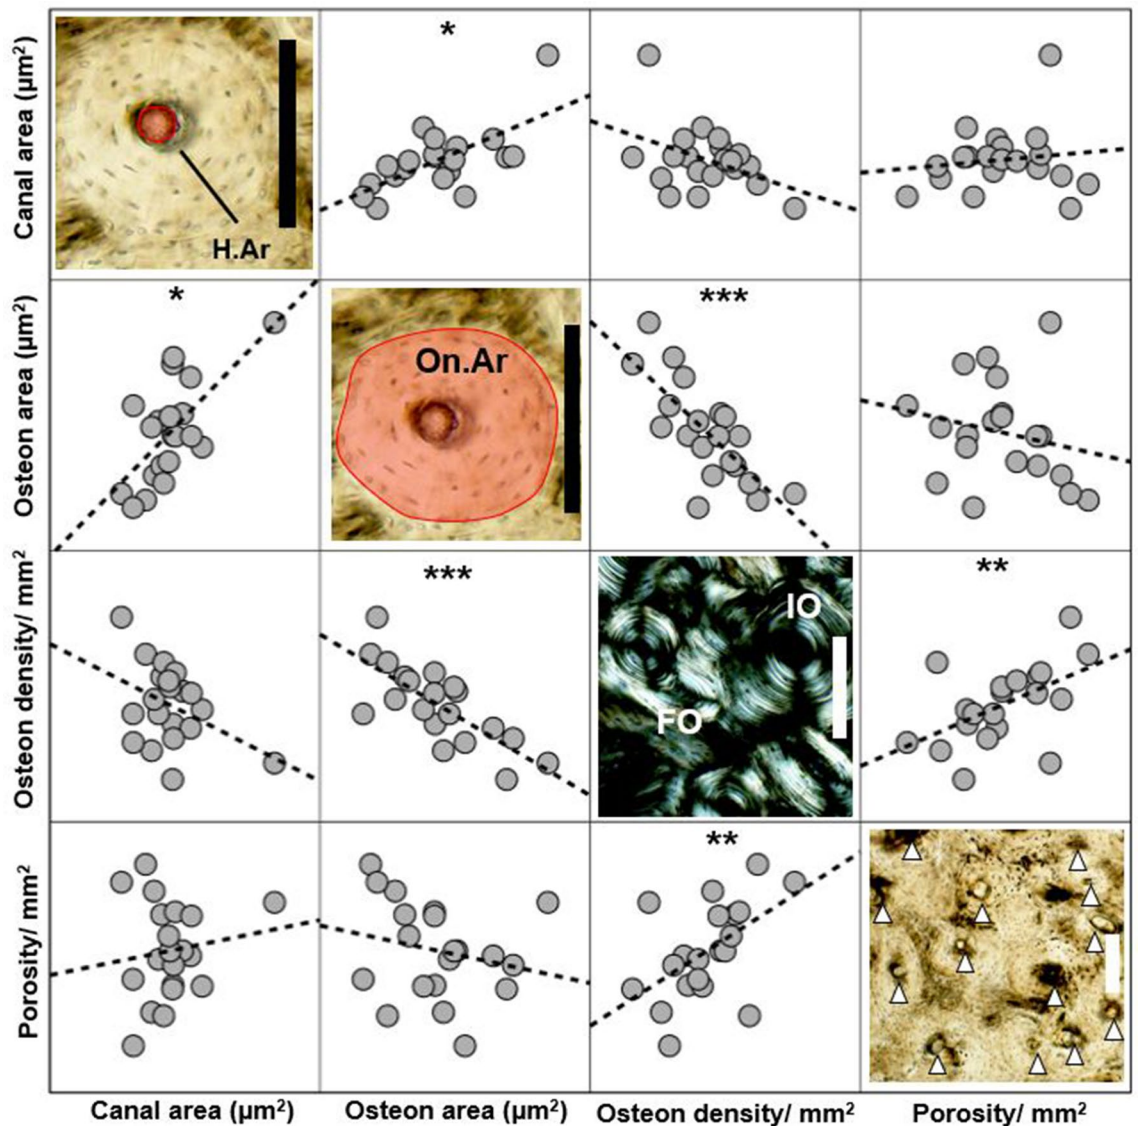 Canal area (µm²)
*
H.Ar
Osteon area (µm²)
*
On.Ar
***
Osteon density/ mm²
***
IO
FO
**
Porosity/ mm²
**
Canal area (µm²)
Osteon area (µm²)
Osteon density/ mm²
Porosity/ mm²